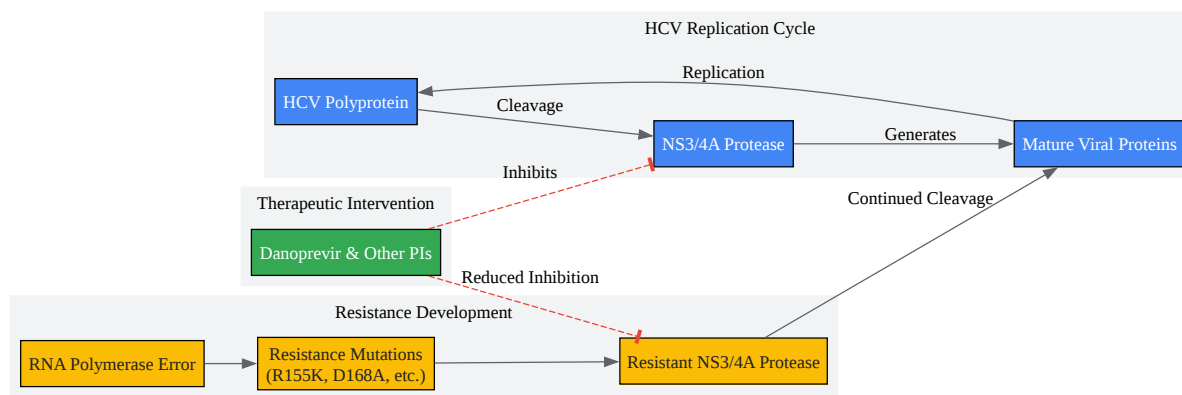 HCV Replication Cycle
Replication
HCV Polyprotein
Cleavage
NS3/4A Protease
Generates
Mature Viral Proteins
Inhibits
Continued Cleavage
Therapeutic Intervention
Danoprevir & Other PIs
Reduced Inhibition
Resistance Development
RNA Polymerase Error
Resistance Mutations
(R155K, D168A, etc.)
Resistant NS3/4A Protease